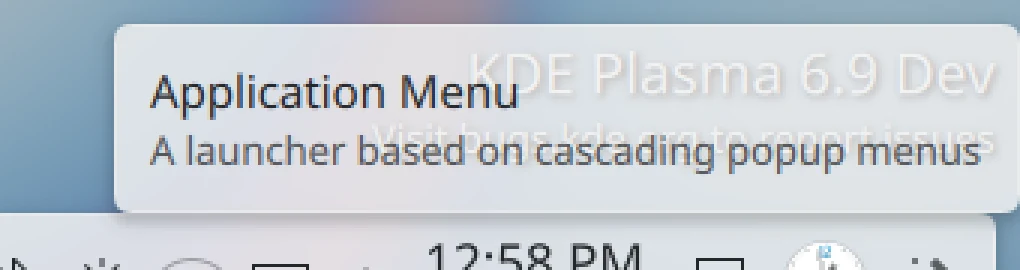 KDE Plasma 6.9 Dev
Application Menu
Visit bugs.kde.org to report issues
A launcher based on cascading popup menus
12:58 PM